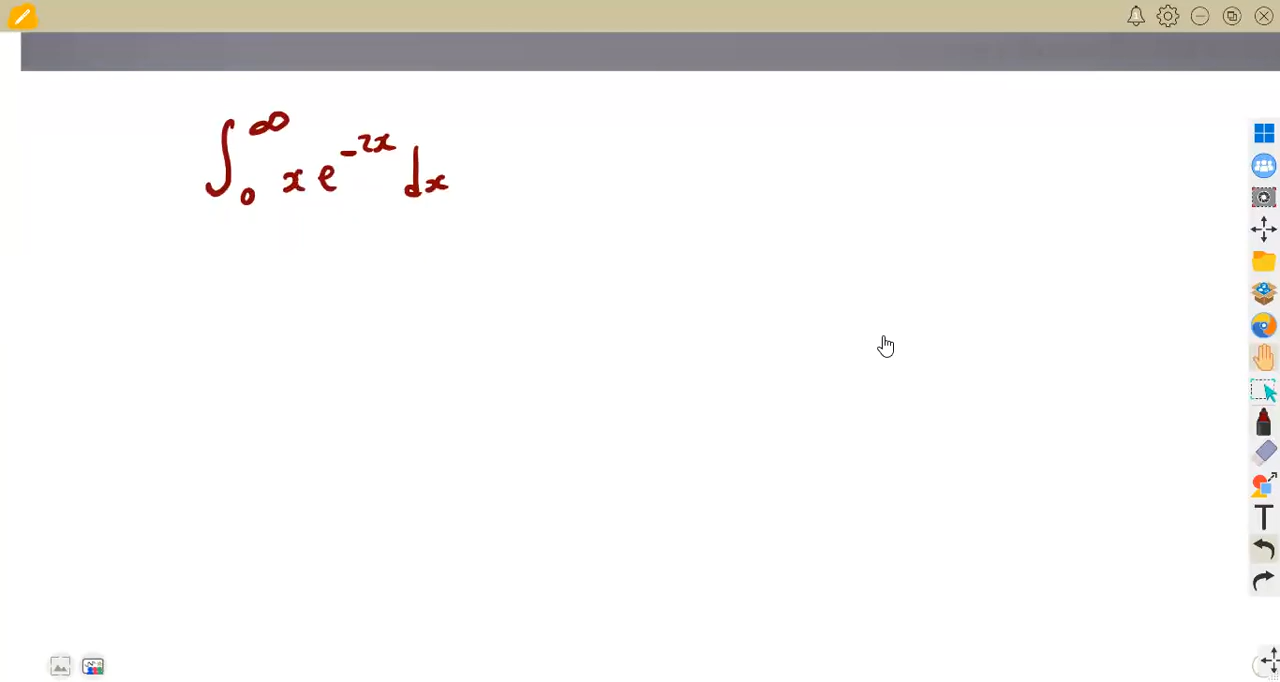 ∫₀^∞ x e^{-2x} dx